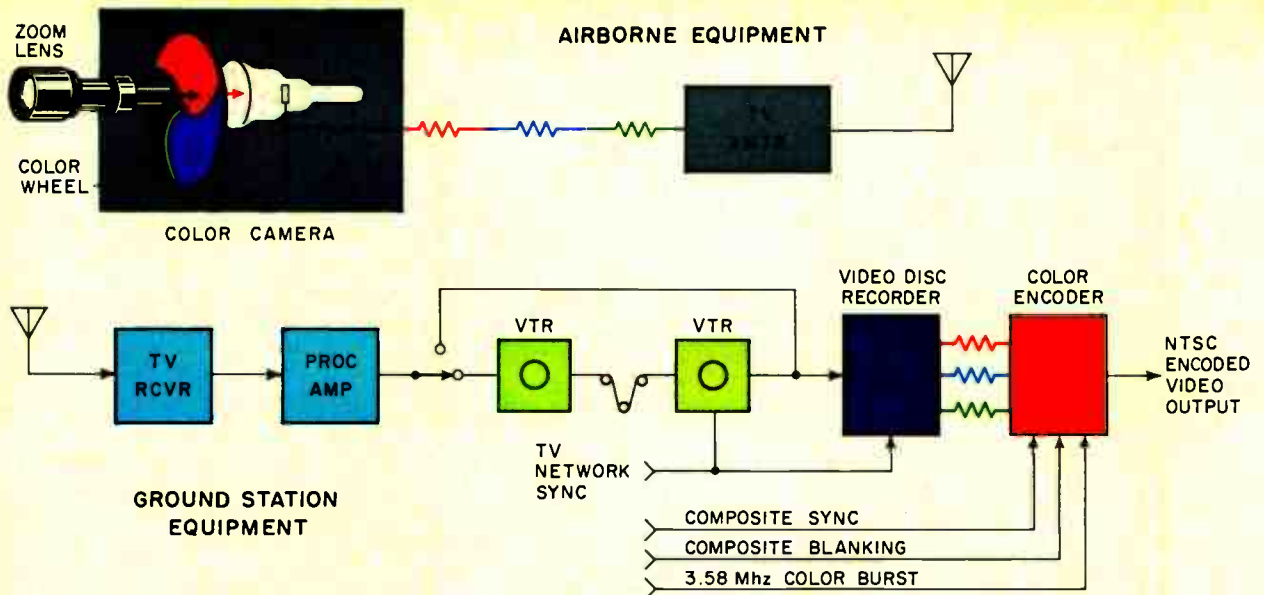 ZOOM
LENS
AIRBORNE EQUIPMENT
COLOR
WHEEL
COLOR CAMERA
TV
RCVR
PROC
AMP
VTR
VTR
VIDEO DISC
RECORDER
COLOR
ENCODER
NTSC
ENCODED
VIDEO
OUTPUT
TV
NETWORK
SYNC
GROUND STATION
EQUIPMENT
COMPOSITE SYNC
COMPOSITE BLANKING
3.58 Mhz COLOR BURST